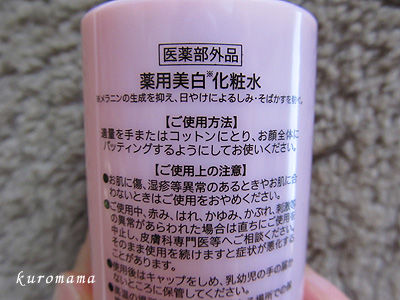 医薬部外品
薬用美白※化粧水
※メラニンの生成を抑え、日やけによるしみ・そばかすを防ぐ。
【ご使用方法】
適量を手またはコットンにとり、お顔全体に
パッティングするようにしてお使いください。
【ご使用上の注意】
●お肌に傷、湿疹等異常のあるときやお肌に合
わないときはご使用をおやめください。
●ご使用中、赤み、はれ、かゆみ、かぶれ、刺激等
の異常があらわれた場合は直ちにご使用を
中止し、皮膚科専門医等へご相談ください。
そのまま使用を続けますと症状が悪化する
ことがあります。
●使用後はキャップをしめ、乳幼児の手の届か
ないところに保管してください。
kuromama